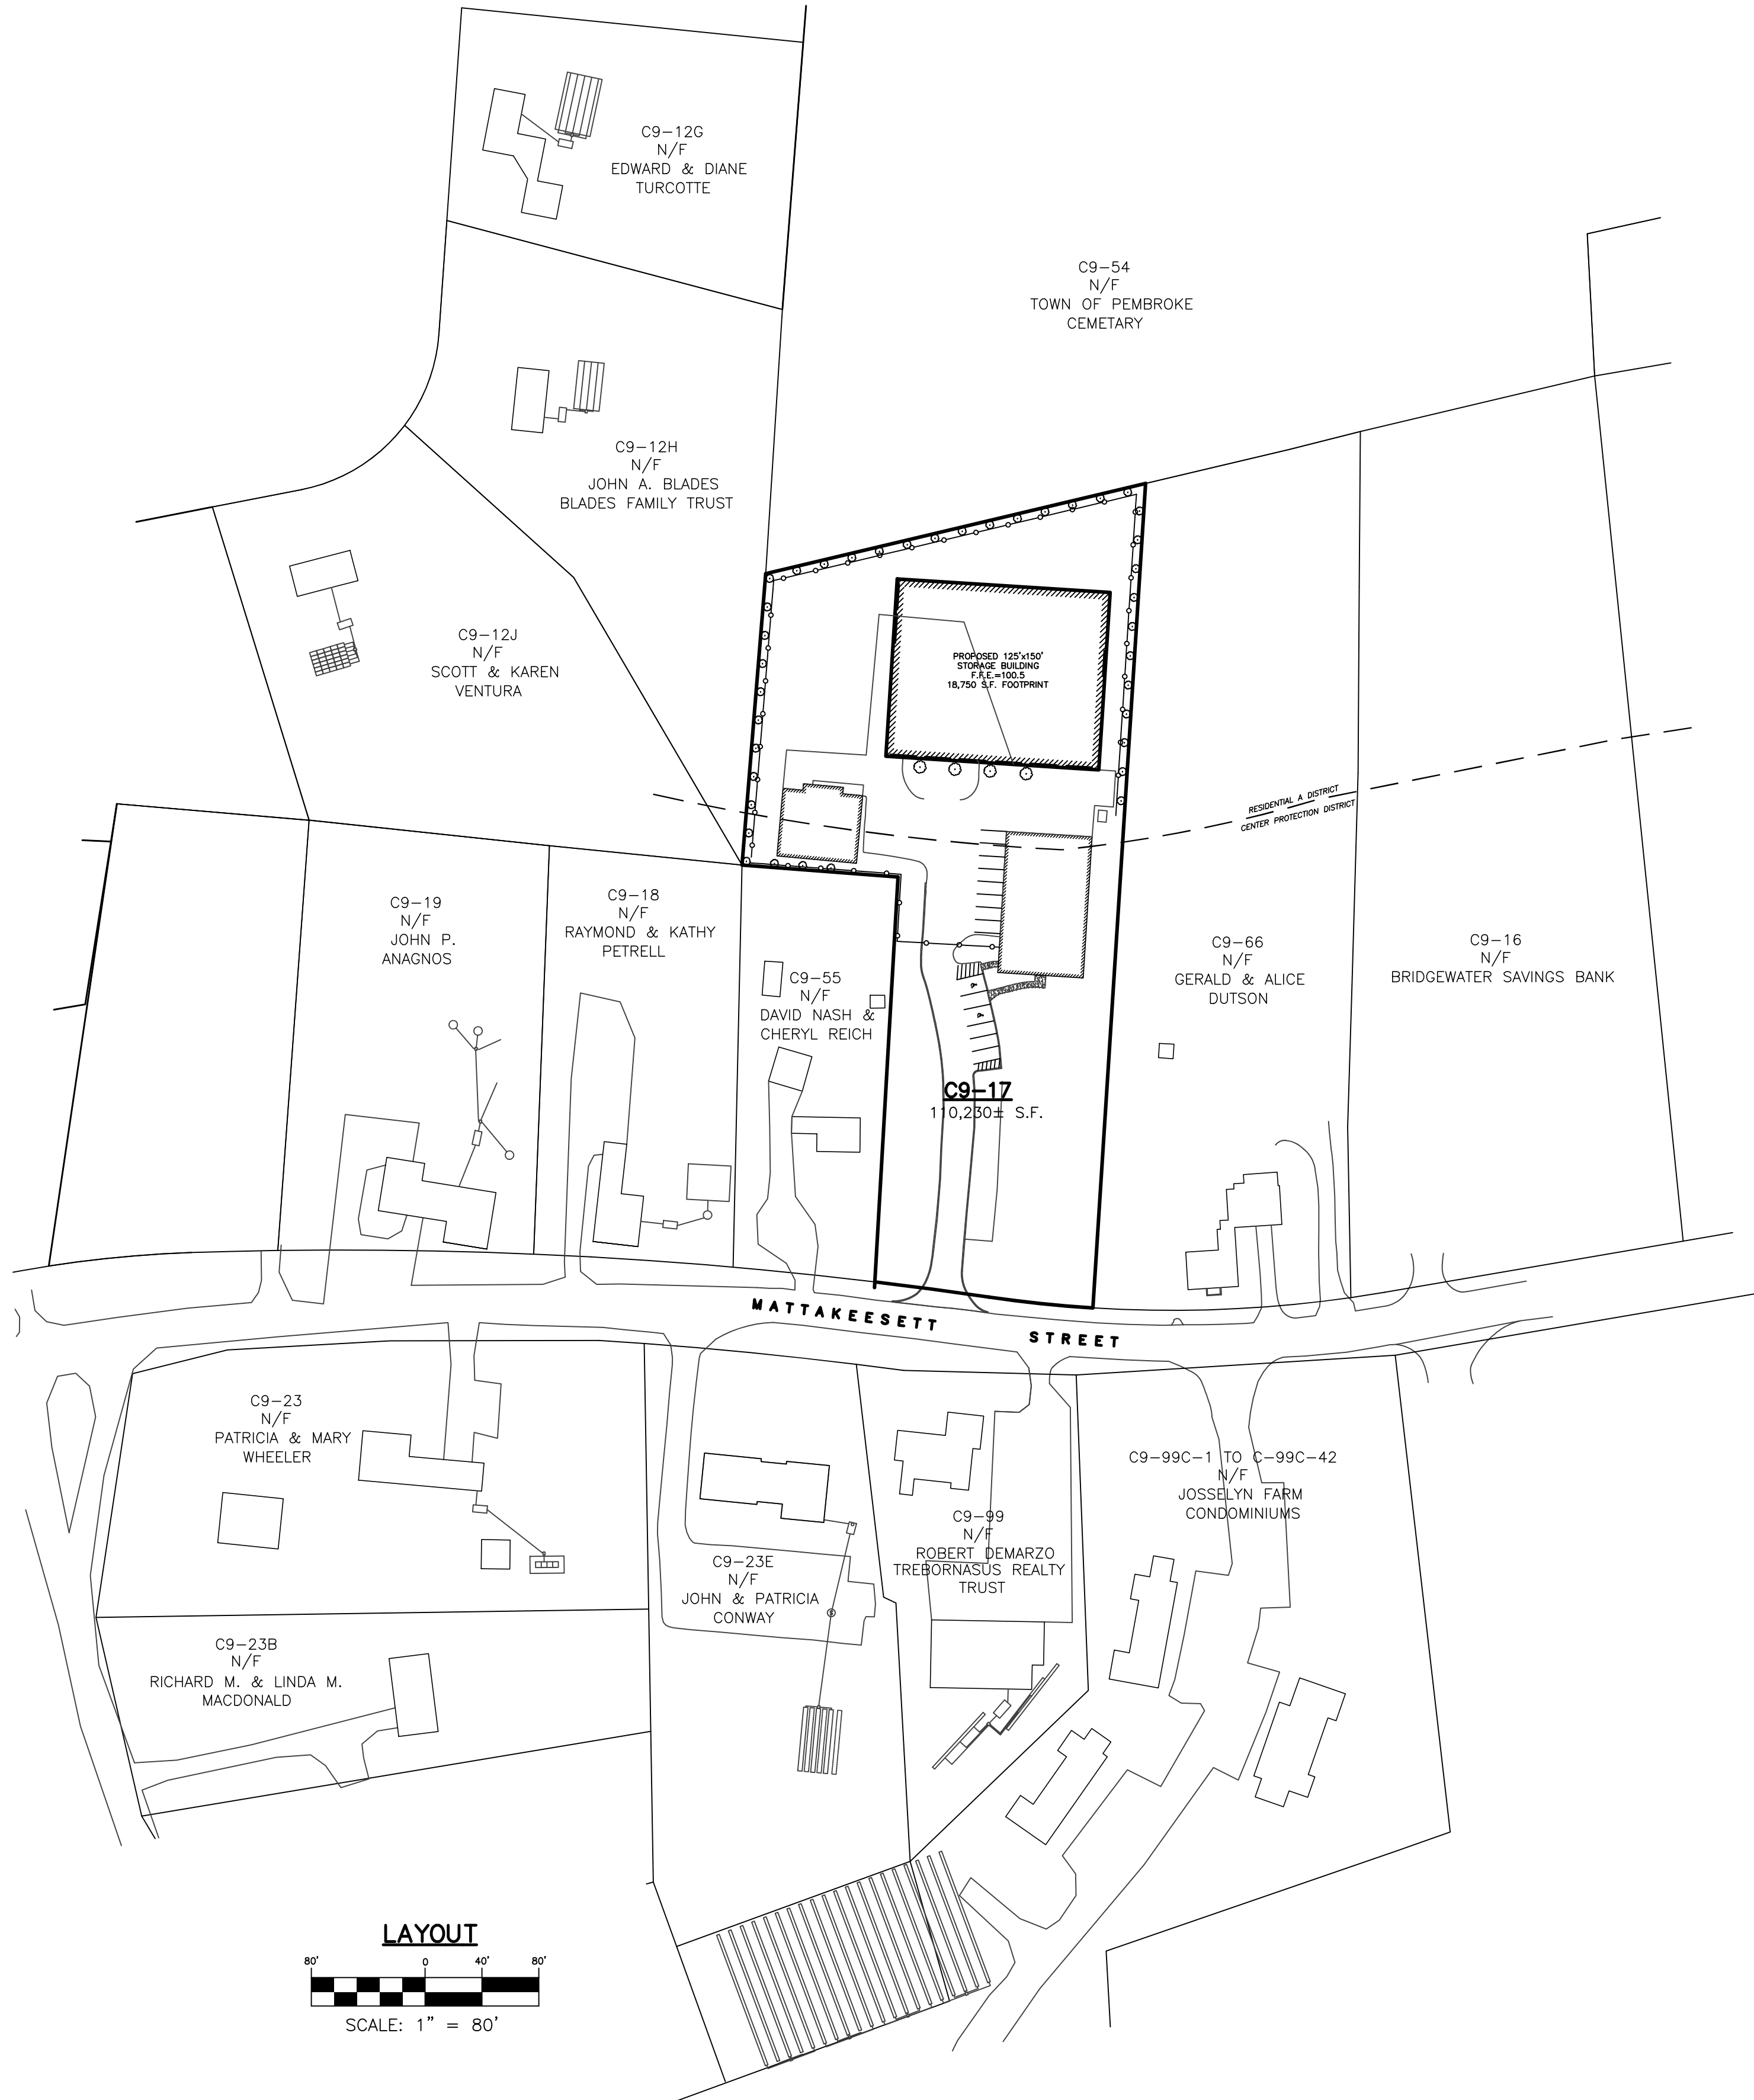 C9-12G
N/F
EDWARD & DIANE
TURCOTTE
C9-54
N/F
TOWN OF PEMBROKE
CEMETARY
C9-12H
N/F
JOHN A. BLADES
BLADES FAMILY TRUST
C9-12J
N/F
SCOTT & KAREN
VENTURA
PROPOSED 125'x150'
STORAGE BUILDING
F.F.E.=100.5
18,750 S.F. FOOTPRINT
RESIDENTIAL A DISTRICT
CENTER PROTECTION DISTRICT
C9-19
N/F
JOHN P.
ANAGNOS
C9-18
N/F
RAYMOND & KATHY
PETRELL
C9-55
N/F
DAVID NASH &
CHERYL REICH
C9-66
N/F
GERALD & ALICE
DUTSON
C9-16
N/F
BRIDGEWATER SAVINGS BANK
C9-17
110,230± S.F.
MATTAKEESETT STREET
C9-23
N/F
PATRICIA & MARY
WHEELER
C9-99C-1 TO C-99C-42
N/F
JOSSELYN FARM
CONDOMINIUMS
C9-99
N/F
ROBERT DEMARZO
TREBORNASUS REALTY
TRUST
C9-23E
N/F
JOHN & PATRICIA
CONWAY
C9-23B
N/F
RICHARD M. & LINDA M.
MACDONALD
LAYOUT
80' 0 40' 80'
SCALE: 1" = 80'